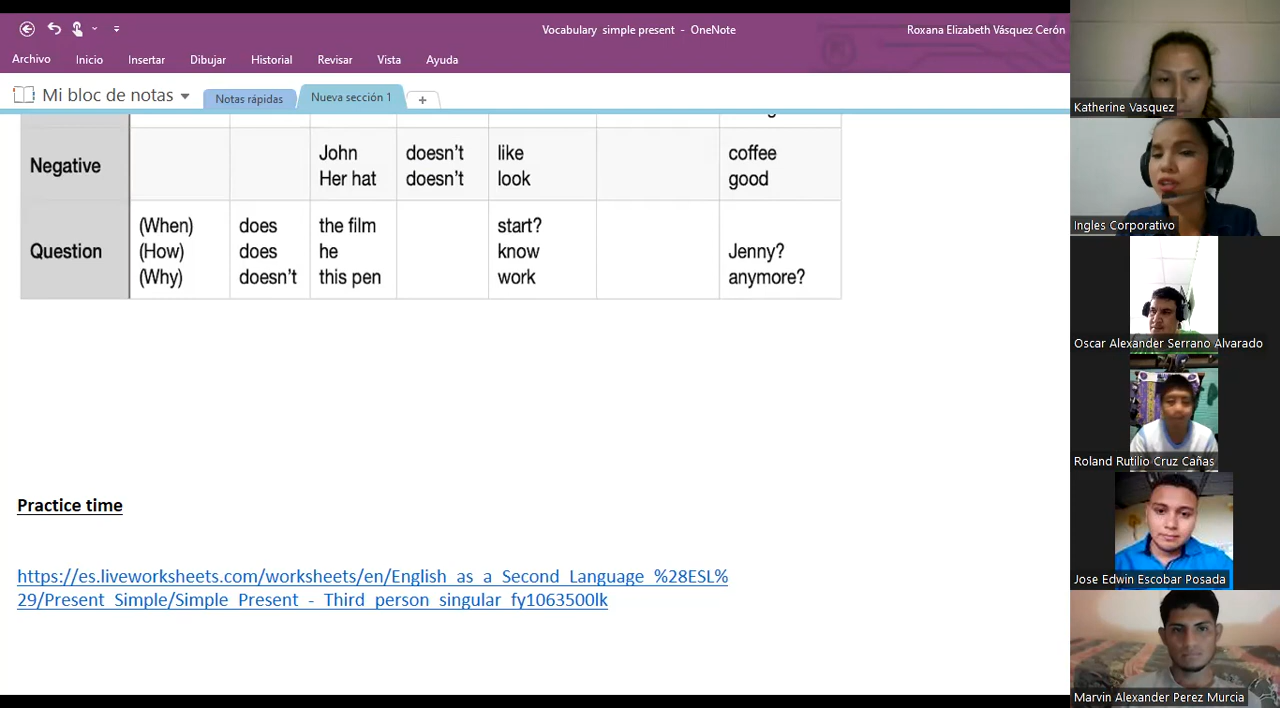 Vocabulary simple present - OneNote
Roxana Elizabeth Vásquez Cerón
Archivo Inicio Insertar Dibujar Historial Revisar Vista Ayuda
Mi bloc de notas Notas rápidas Nueva sección 1 +
Negative John doesn't like coffee
Her hat doesn't look good
Question (When) does the film start?
(How) does he know Jenny?
(Why) doesn't this pen work anymore?
Practice time
https://es.liveworksheets.com/worksheets/en/English_as_a_Second_Language_%28ESL%
29/Present_Simple/Simple_Present_-_Third_person_singular_fy1063500lk
Katherine Vasquez
Ingles Corporativo
Oscar Alexander Serrano Alvarado
Roland Rutilio Cruz Cañas
Jose Edwin Escobar Posada
Marvin Alexander Perez Murcia